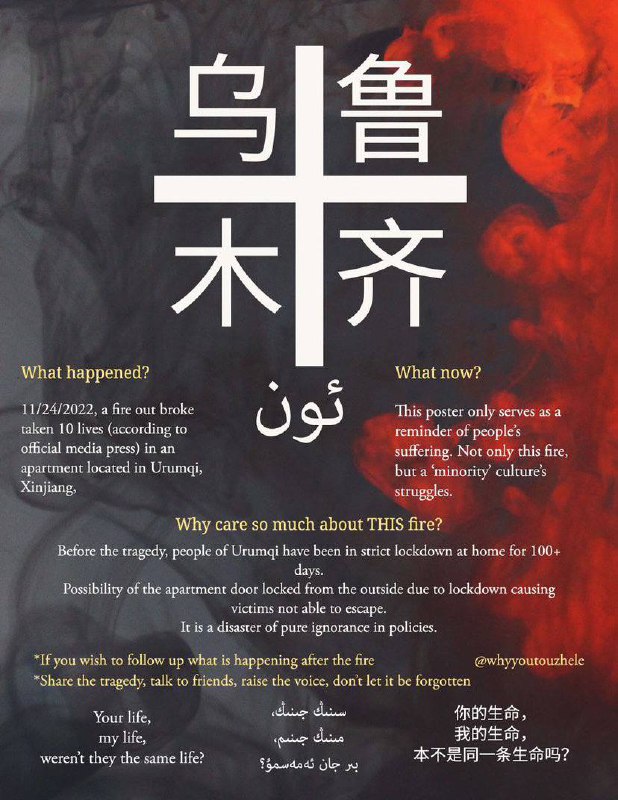 乌鲁
木齐
ئون
What happened?
11/24/2022, a fire out broke
taken 10 lives (according to
official media press) in an
apartment located in Urumqi,
Xinjiang,
What now?
This poster only serves as a
reminder of people's
suffering. Not only this fire,
but a 'minority' culture's
struggles.
Why care so much about THIS fire?
Before the tragedy, people of Urumqi have been in strict lockdown at home for 100+
days.
Possibility of the apartment door locked from the outside due to lockdown causing
victims not able to escape.
It is a disaster of pure ignorance in policies.
*If you wish to follow up what is happening after the fire
@whyyoutouzhele
*Share the tragedy, talk to friends, raise the voice, don't let it be forgotten
Your life,
my life,
weren't they the same life?
سىنىڭ جىنىڭ،
مىنىڭ جىنىم،
بىر جان ئەمەسمۇ؟
你的生命，
我的生命，
本不是同一条生命吗？